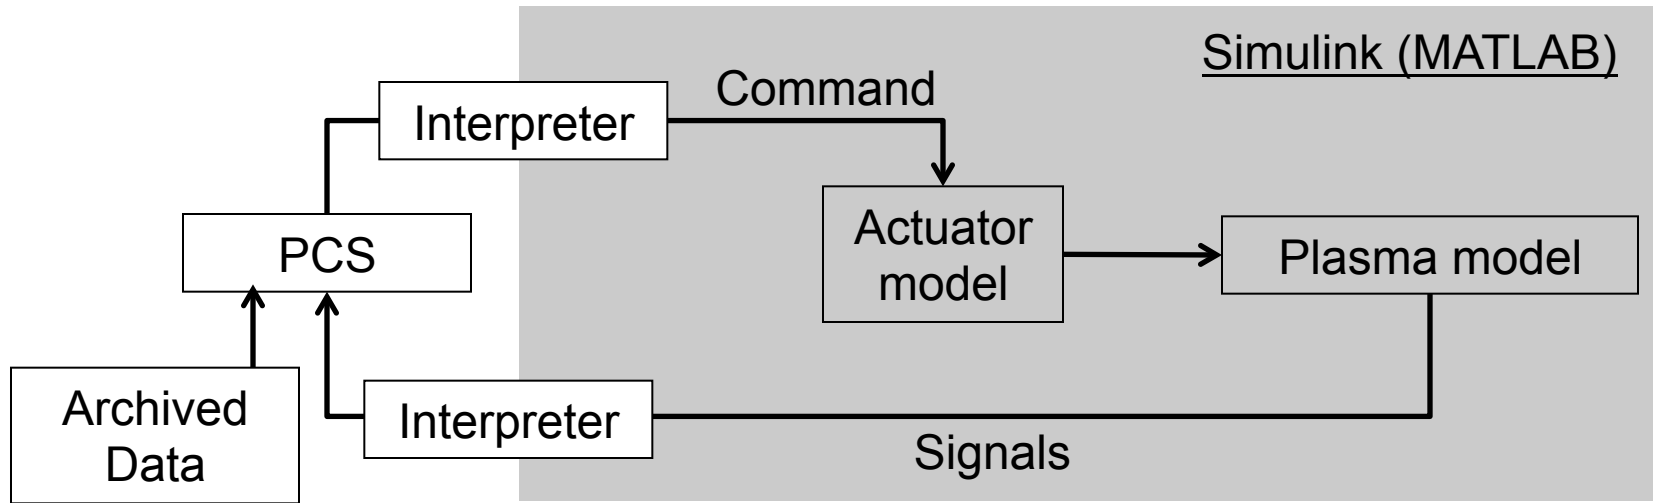 Simulink (MATLAB)
Command
Interpreter
PCS
Actuator
model
Plasma model
Archived
Data
Interpreter
Signals